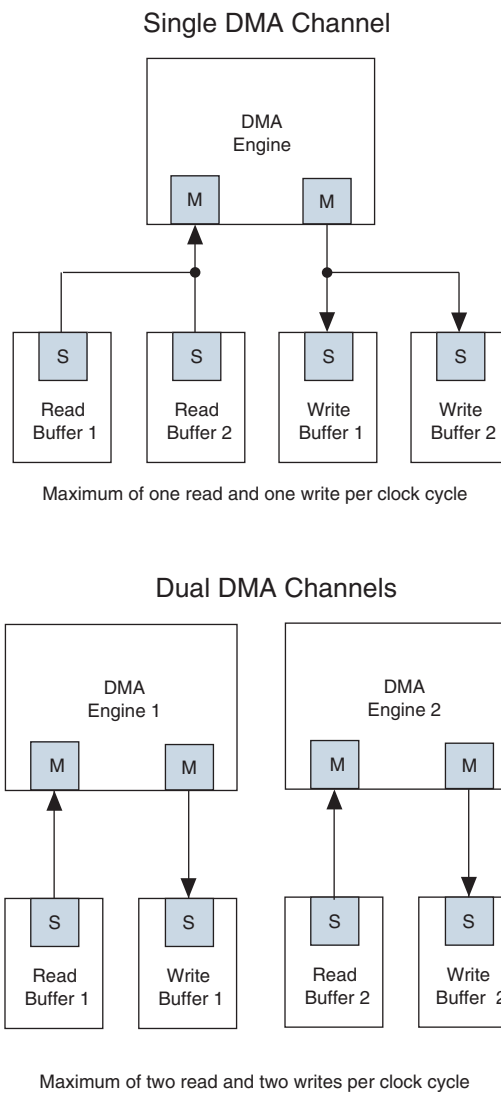 Single DMA Channel
DMA
Engine
M
M
S
S
S
S
Read
Buffer 1
Read
Buffer 2
Write
Buffer 1
Write
Buffer 2
Maximum of one read and one write per clock cycle
Dual DMA Channels
DMA
Engine 1
DMA
Engine 2
M
M
M
M
S
S
S
S
Read
Buffer 1
Write
Buffer 1
Read
Buffer 2
Write
Buffer 2
Maximum of two read and two writes per clock cycle